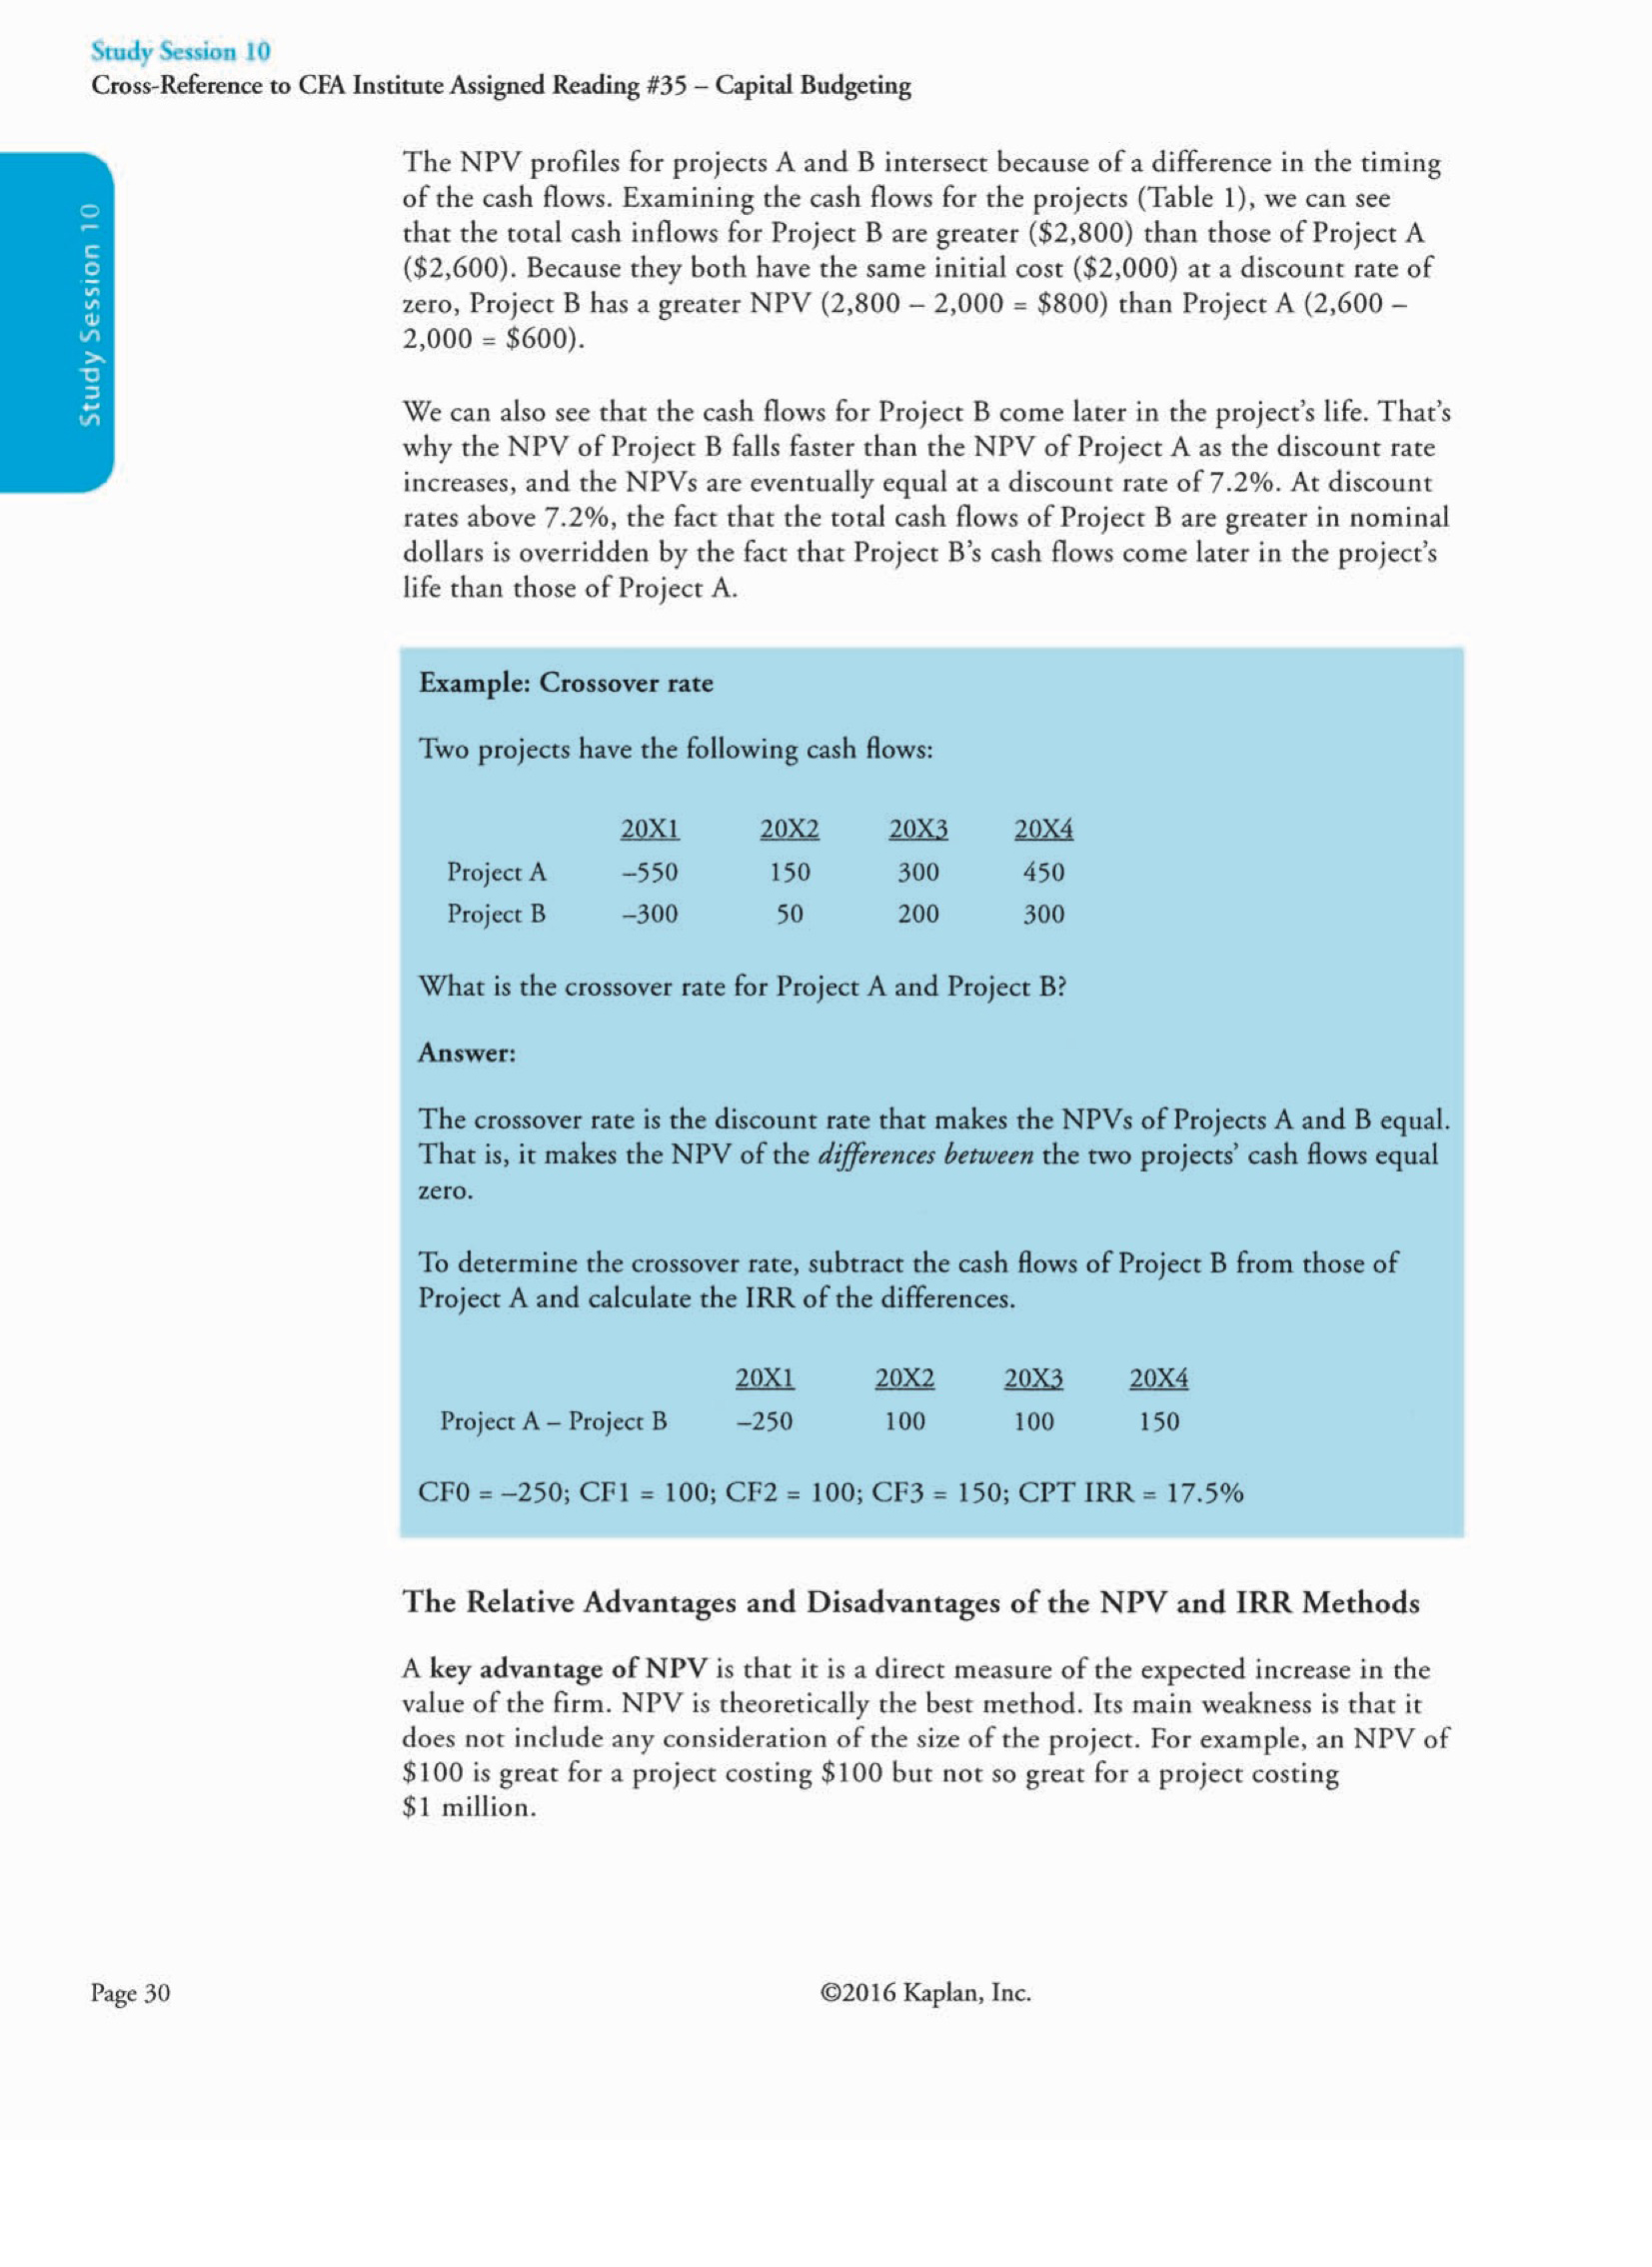 Study Session 10
Cross-Reference to CFA Institute Assigned Reading #35 – Capital Budgeting
Study Session 10
The NPV profiles for projects A and B intersect because of a difference in the timing
of the cash flows. Examining the cash flows for the projects (Table 1), we can see
that the total cash inflows for Project B are greater ($2,800) than those of Project A
($2,600). Because they both have the same initial cost ($2,000) at a discount rate of
zero, Project B has a greater NPV (2,800 – 2,000 = $800) than Project A (2,600 –
2,000 = $600).
We can also see that the cash flows for Project B come later in the project's life. That's
why the NPV of Project B falls faster than the NPV of Project A as the discount rate
increases, and the NPVs are eventually equal at a discount rate of 7.2%. At discount
rates above 7.2%, the fact that the total cash flows of Project B are greater in nominal
dollars is overridden by the fact that Project B's cash flows come later in the project's
life than those of Project A.
Example: Crossover rate
Two projects have the following cash flows:
20X1 20X2 20X3 20X4
Project A –550 150 300 450
Project B –300 50 200 300
What is the crossover rate for Project A and Project B?
Answer:
The crossover rate is the discount rate that makes the NPVs of Projects A and B equal.
That is, it makes the NPV of the differences between the two projects' cash flows equal
zero.
To determine the crossover rate, subtract the cash flows of Project B from those of
Project A and calculate the IRR of the differences.
20X1 20X2 20X3 20X4
Project A – Project B –250 100 100 150
CF0 = –250; CF1 = 100; CF2 = 100; CF3 = 150; CPT IRR = 17.5%
The Relative Advantages and Disadvantages of the NPV and IRR Methods
A key advantage of NPV is that it is a direct measure of the expected increase in the
value of the firm. NPV is theoretically the best method. Its main weakness is that it
does not include any consideration of the size of the project. For example, an NPV of
$100 is great for a project costing $100 but not so great for a project costing
$1 million.
Page 30
©2016 Kaplan, Inc.